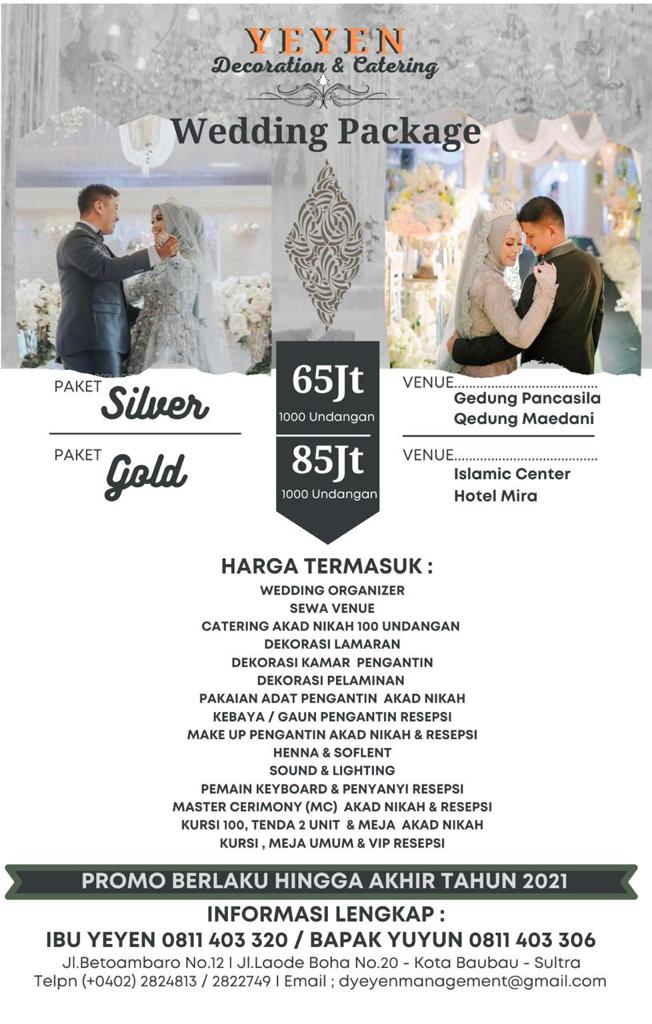 YEYEN
Decoration & Catering
Wedding Package
PAKET Silver
65Jt
1000 Undangan
VENUE......................................
Gedung Pancasila
Qedung Maedani
PAKET Gold
85Jt
1000 Undangan
VENUE......................................
Islamic Center
Hotel Mira
HARGA TERMASUK :
WEDDING ORGANIZER
SEWA VENUE
CATERING AKAD NIKAH 100 UNDANGAN
DEKORASI LAMARAN
DEKORASI KAMAR PENGANTIN
DEKORASI PELAMINAN
PAKAIAN ADAT PENGANTIN AKAD NIKAH
KEBAYA / GAUN PENGANTIN RESEPSI
MAKE UP PENGANTIN AKAD NIKAH & RESEPSI
HENNA & SOFLENT
SOUND & LIGHTING
PEMAIN KEYBOARD & PENYANYI RESEPSI
MASTER CERIMONY (MC) AKAD NIKAH & RESEPSI
KURSI 100, TENDA 2 UNIT & MEJA AKAD NIKAH
KURSI , MEJA UMUM & VIP RESEPSI
PROMO BERLAKU HINGGA AKHIR TAHUN 2021
INFORMASI LENGKAP :
IBU YEYEN 0811 403 320 / BAPAK YUYUN 0811 403 306
Jl.Betoambaro No.12 I Jl.Laode Boha No.20 - Kota Baubau - Sultra
Telpn (+0402) 2824813 / 2822749 I Email ; dyeyenmanagement@gmail.com